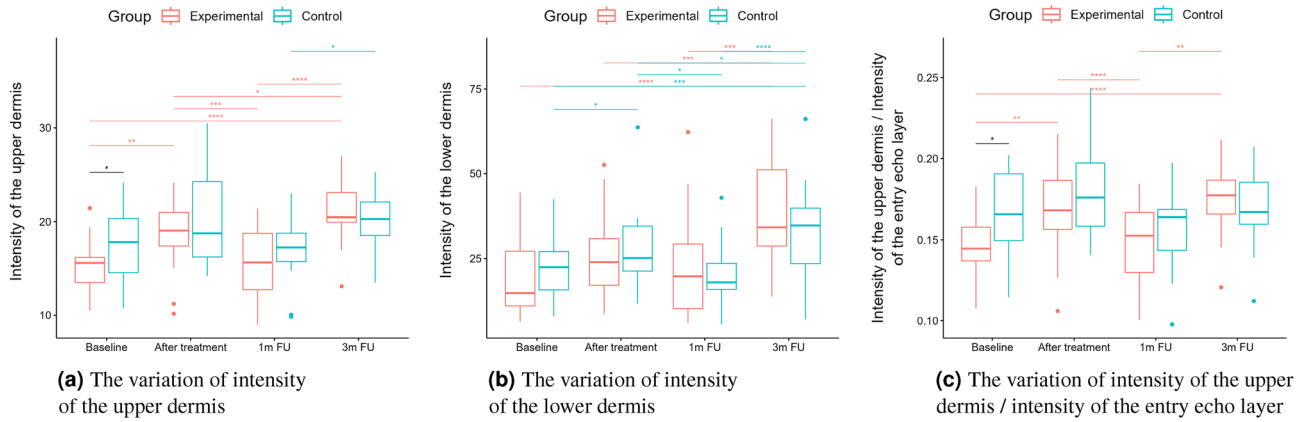 Group Experimental Control
Intensity of the upper dermis
30
20
10
* ** **** *** * **** *
Baseline After treatment 1m FU 3m FU
(a) The variation of intensity
of the upper dermis
Group Experimental Control
Intensity of the lower dermis
75
50
25
* **** *** * *** * *** ****
Baseline After treatment 1m FU 3m FU
(b) The variation of intensity
of the lower dermis
Group Experimental Control
Intensity of the upper dermis / Intensity
of the entry echo layer
0.25
0.20
0.15
0.10
* ** **** **** **
Baseline After treatment 1m FU 3m FU
(c) The variation of intensity of the upper
dermis / intensity of the entry echo layer